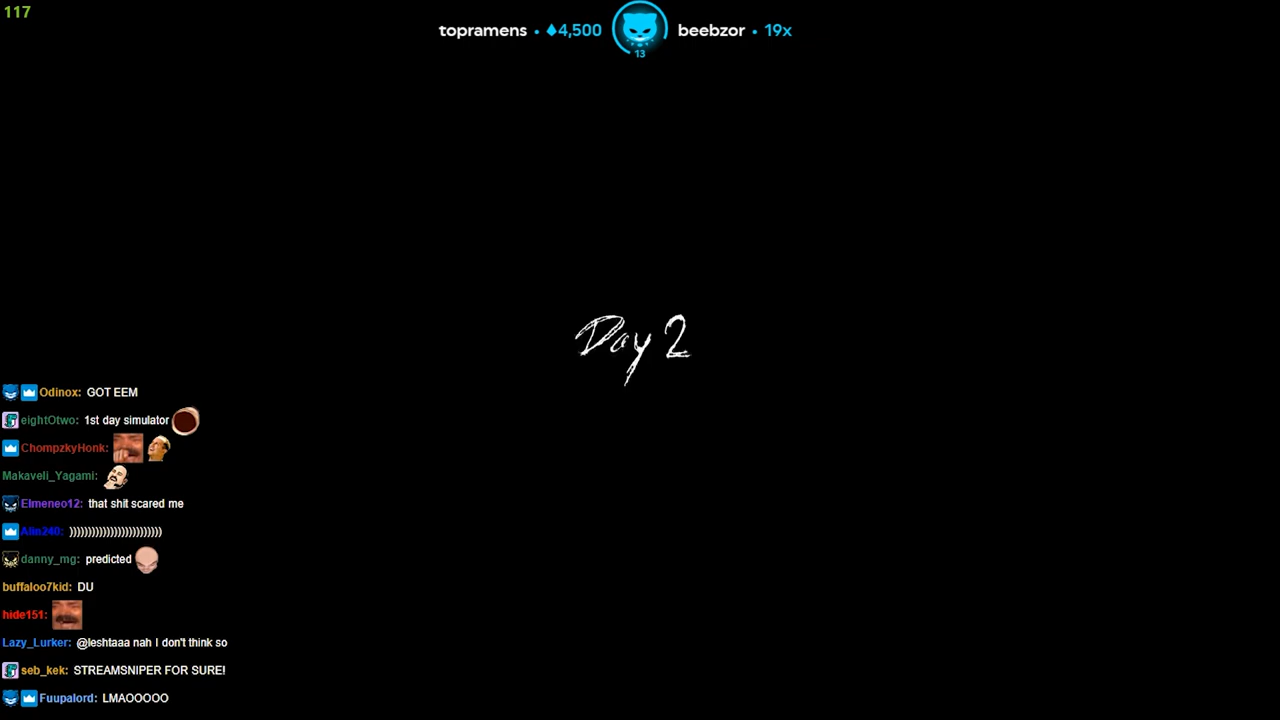 117
topramens • 4,500
13
beebzor • 19x
Day 2
Odinox: GOT EEM
eightOtwo: 1st day simulator
ChompzkyHonk:
Makaveli_Yagami:
Elmeneo12: that shit scared me
Alin240: ))))))))))))))))))))))))
danny_mg: predicted
buffaloo7kid: DU
hide151:
Lazy_Lurker: @leshtaaa nah I don't think so
seb_kek: STREAMSNIPER FOR SURE!
Fuupalord: LMAOOOOO